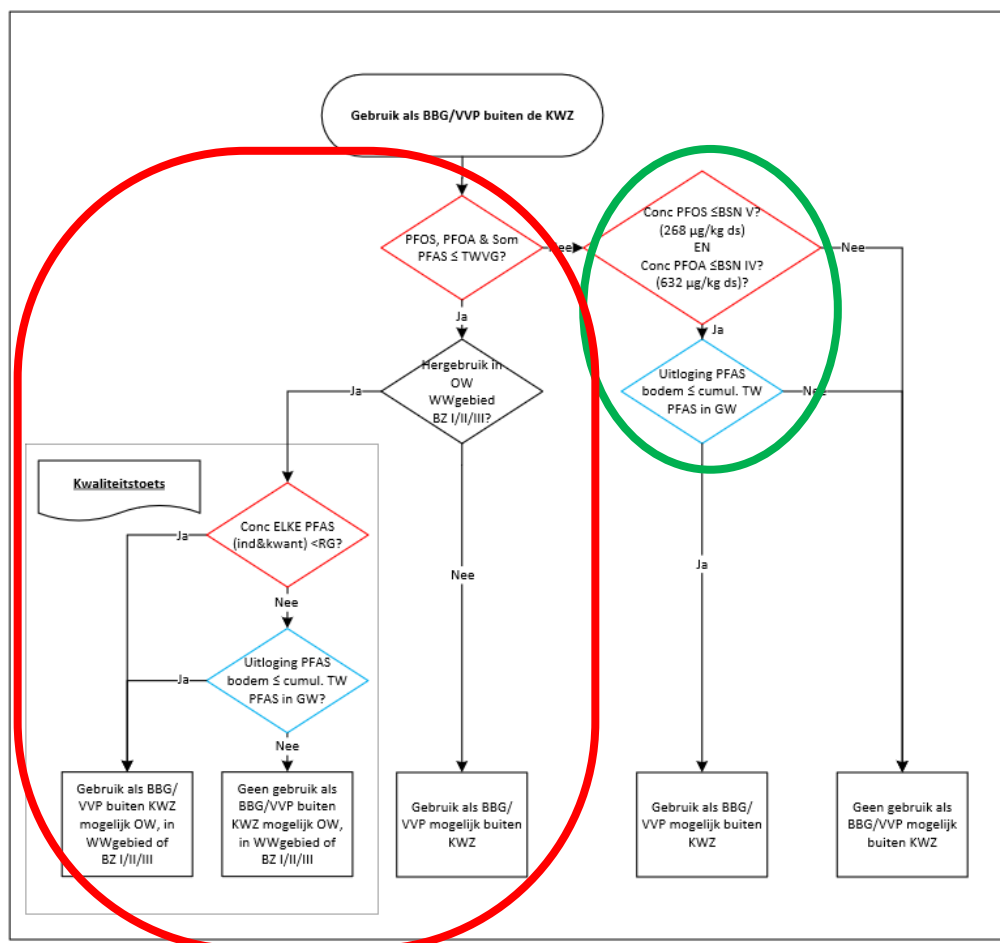 Gebruik als BBG/VVP buiten de KWZ
PFOS, PFOA & Som
PFAS ≤ TWVG?
Nee
Conc PFOS ≤BSN V?
(268 µg/kg ds)
EN
Conc PFOA ≤BSN IV?
(632 µg/kg ds)?
Nee
Ja
Ja
Hergebruik in
OW
WWgebied
BZ I/II/III?
Ja
Uitloging PFAS
bodem ≤ cumul. TW
PFAS in GW
Nee
Kwaliteitstoets
Conc ELKE PFAS
(ind&kwant) <RG?
Ja
Nee
Nee
Ja
Uitloging PFAS
bodem ≤ cumul. TW
PFAS in GW?
Ja
Nee
Gebruik als BBG/
VVP buiten KWZ
mogelijk OW, in
WWgebied of
BZ I/II/III
Geen gebruik als
BBG/VVP buiten
KWZ mogelijk OW,
in WWgebied of
BZ I/II/III
Gebruik als BBG/
VVP mogelijk buiten
KWZ
Gebruik als BBG/
VVP mogelijk buiten
KWZ
Geen gebruik als
BBG/VVP mogelijk
buiten KWZ